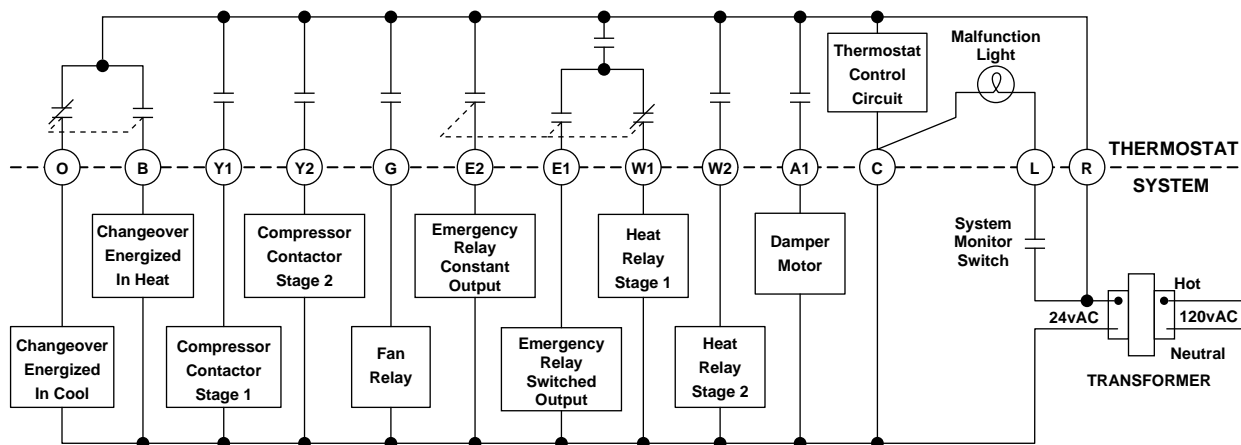 Thermostat
Control
Circuit
Malfunction
Light
O
B
Y1
Y2
G
E2
E1
W1
W2
A1
C
L
R
THERMOSTAT
SYSTEM
Changeover
Energized
In Heat
Compressor
Contactor
Stage 2
Emergency
Relay
Constant
Output
Heat
Relay
Stage 1
Damper
Motor
System
Monitor
Switch
Hot
24vAC
120vAC
Neutral
TRANSFORMER
Changeover
Energized
In Cool
Compressor
Contactor
Stage 1
Fan
Relay
Emergency
Relay
Switched
Output
Heat
Relay
Stage 2